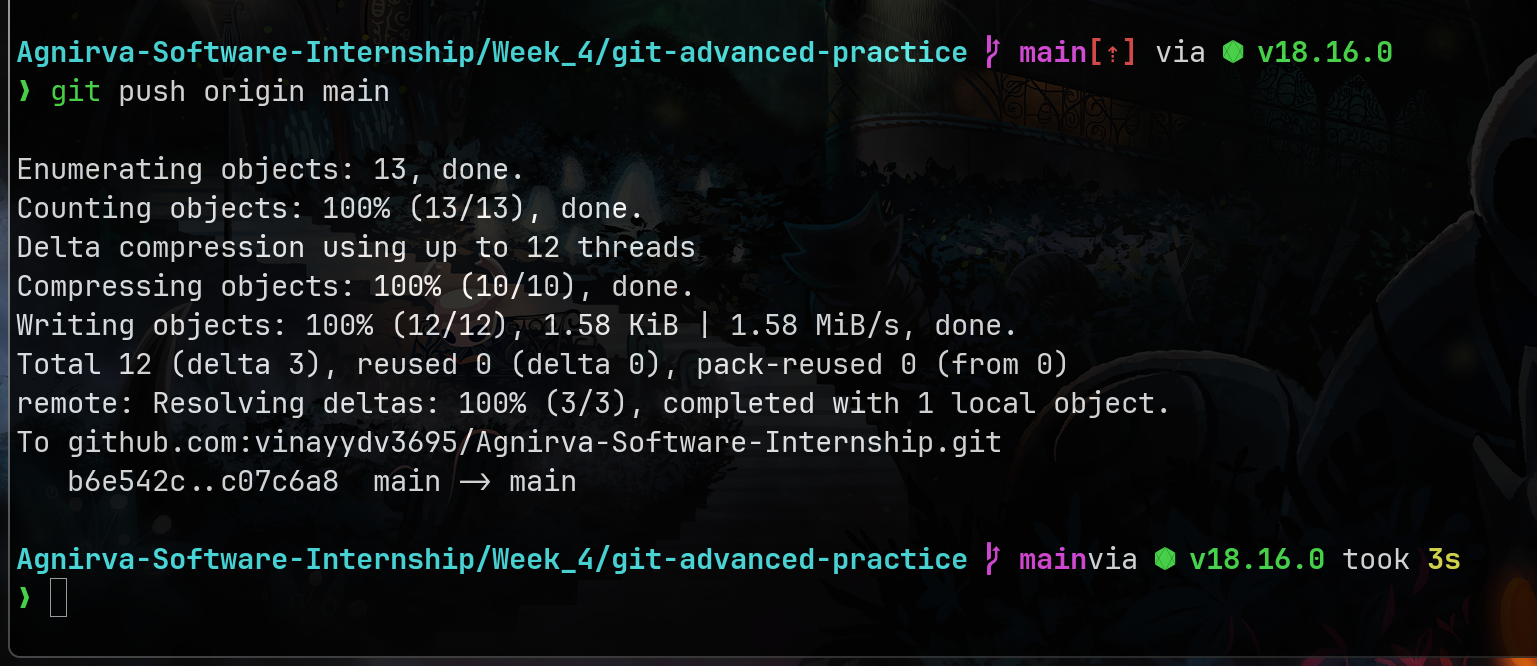 Agnirva-Software-Internship/Week_4/git-advanced-practice main[⇡] via ⬢ v18.16.0
❱ git push origin main
Enumerating objects: 13, done.
Counting objects: 100% (13/13), done.
Delta compression using up to 12 threads
Compressing objects: 100% (10/10), done.
Writing objects: 100% (12/12), 1.58 KiB | 1.58 MiB/s, done.
Total 12 (delta 3), reused 0 (delta 0), pack-reused 0 (from 0)
remote: Resolving deltas: 100% (3/3), completed with 1 local object.
To github.com:vinayydv3695/Agnirva-Software-Internship.git
b6e542c..c07c6a8 main -> main
Agnirva-Software-Internship/Week_4/git-advanced-practice mainvia ⬢ v18.16.0 took 3s
❱